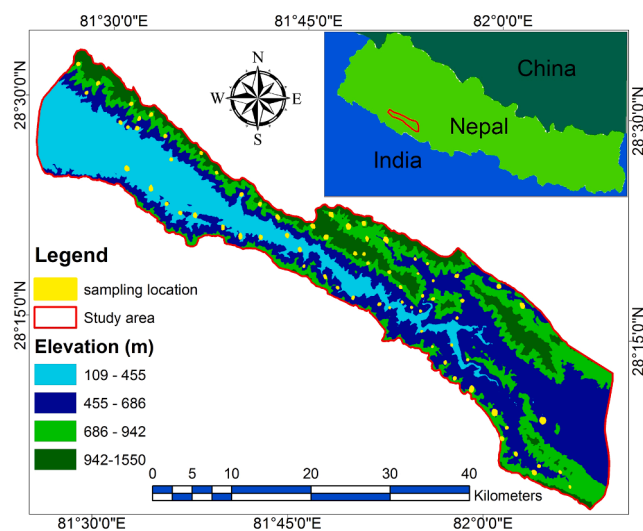 81°30'0"E 81°45'0"E 82°0'0"E
28°30'0"N
28°15'0"N
N
W E
S
China
Nepal
India
28°30'0"N
28°15'0"N
Legend
sampling location
Study area
Elevation (m)
109 - 455
455 - 686
686 - 942
942-1550
0 5 10 20 30 40
Kilometers
81°30'0"E 81°45'0"E 82°0'0"E